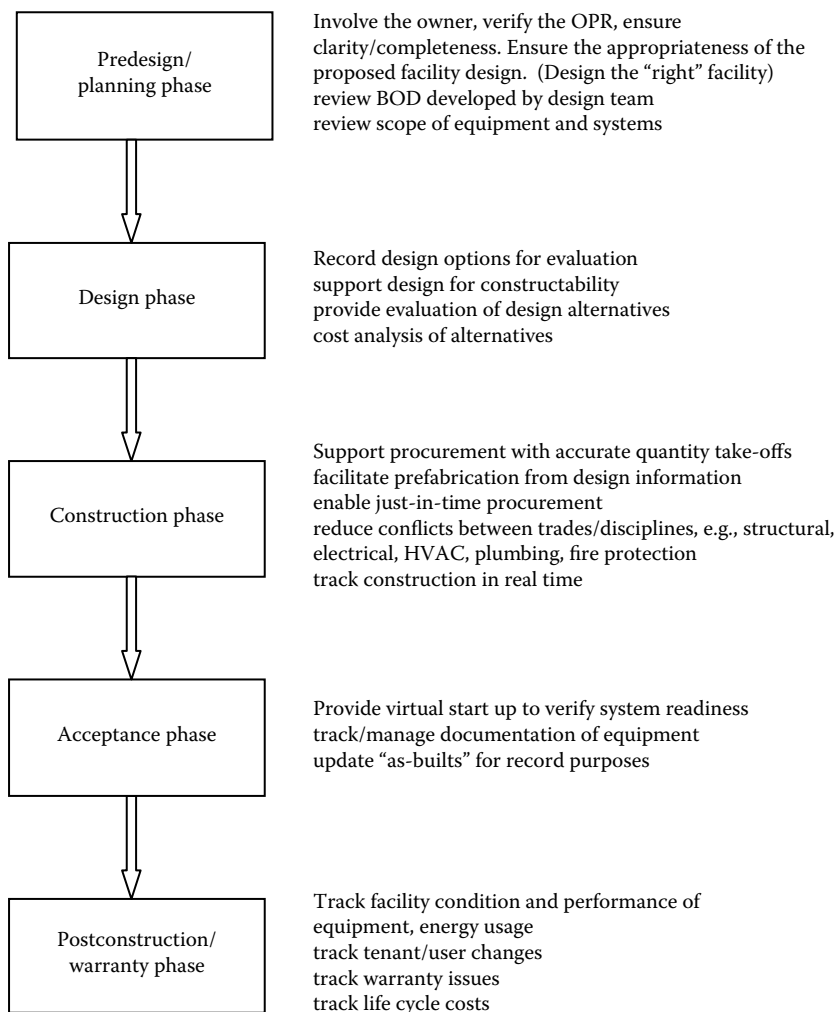 Predesign/
planning phase
Involve the owner, verify the OPR, ensure
clarity/completeness. Ensure the appropriateness of the
proposed facility design. (Design the “right” facility)
review BOD developed by design team
review scope of equipment and systems
Design phase
Record design options for evaluation
support design for constructability
provide evaluation of design alternatives
cost analysis of alternatives
Construction phase
Support procurement with accurate quantity take-offs
facilitate prefabrication from design information
enable just-in-time procurement
reduce conflicts between trades/disciplines, e.g., structural,
electrical, HVAC, plumbing, fire protection
track construction in real time
Acceptance phase
Provide virtual start up to verify system readiness
track/manage documentation of equipment
update “as-builts” for record purposes
Postconstruction/
warranty phase
Track facility condition and performance of
equipment, energy usage
track tenant/user changes
track warranty issues
track life cycle costs